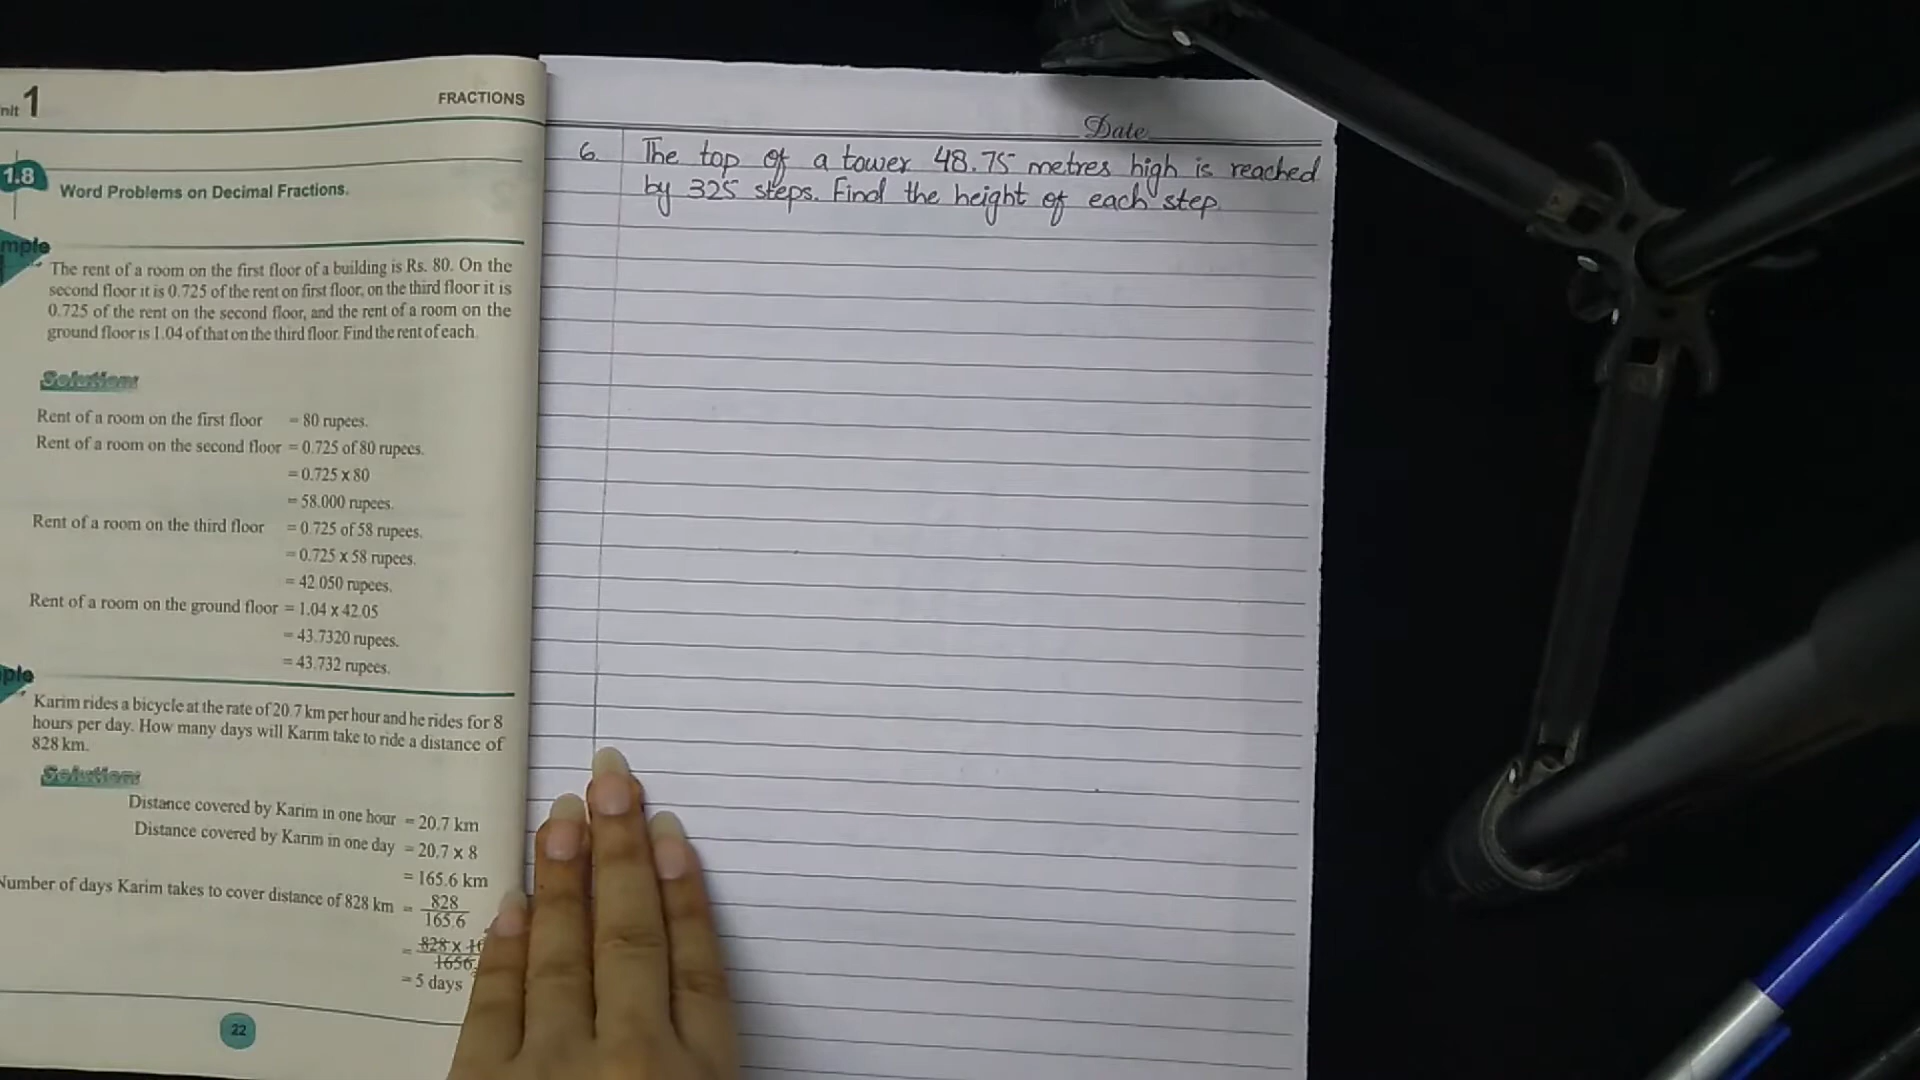 1
FRACTIONS
1.8
Word Problems on Decimal Fractions.
The rent of a room on the first floor of a building is Rs. 80. On the
second floor it is 0.725 of the rent on first floor, on the third floor it is
0.725 of the rent on the second floor, and the rent of a room on the
ground floor is 1.04 of that on the third floor. Find the rent of each.
Solution:
Rent of a room on the first floor = 80 rupees.
Rent of a room on the second floor = 0.725 of 80 rupees.
= 0.725 x 80
= 58.000 rupees.
Rent of a room on the third floor = 0.725 of 58 rupees.
= 0.725 x 58 rupees.
= 42.050 rupees.
Rent of a room on the ground floor = 1.04 x 42.05
= 43.7320 rupees.
= 43.732 rupees.
Karim rides a bicycle at the rate of 20.7 km per hour and he rides for 8
hours per day. How many days will Karim take to ride a distance of
828 km.
Solution:
Distance covered by Karim in one hour = 20.7 km
Distance covered by Karim in one day = 20.7 x 8
= 165.6 km
Number of days Karim takes to cover distance of 828 km = 828
165.6
= 828 x 10
1656
= 5 days
22
Date
6. The top of a tower 48.75 metres high is reached
by 325 steps. Find the height of each step.